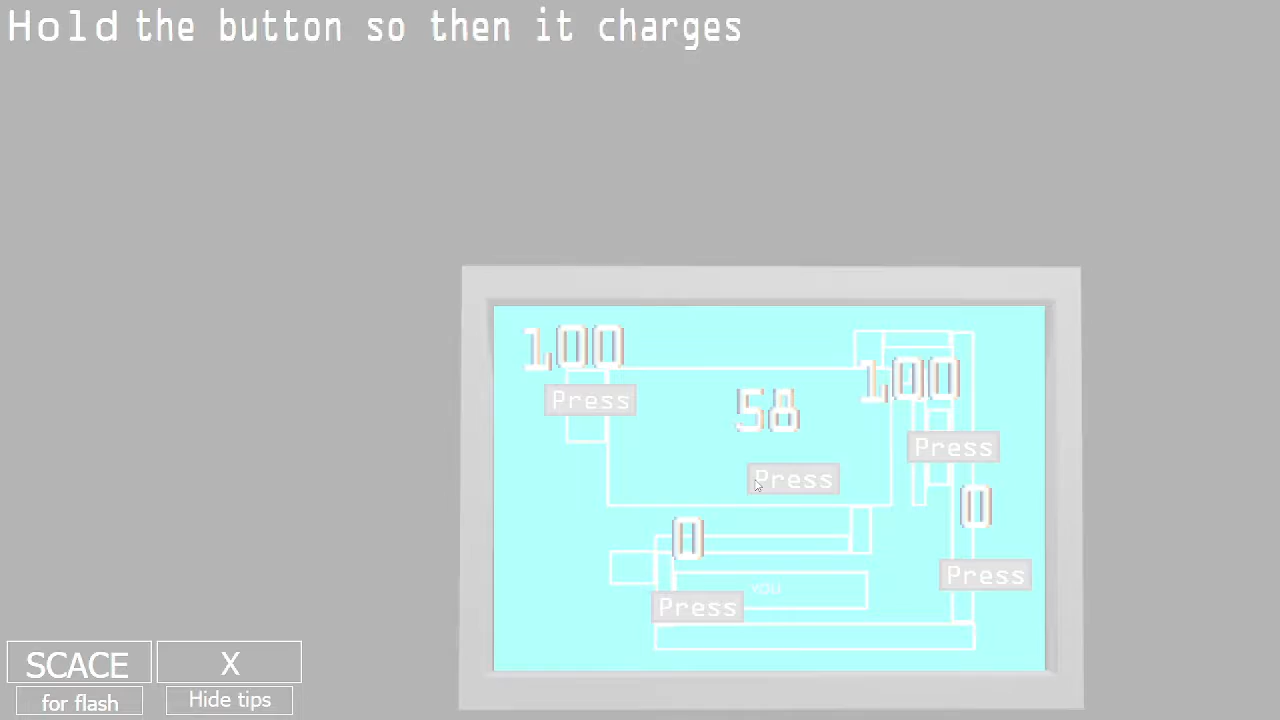 Hold the button so then it charges
100
100
Press
58
Press
Press
0
0
YOU
Press
Press
SCACE
X
for flash
Hide tips